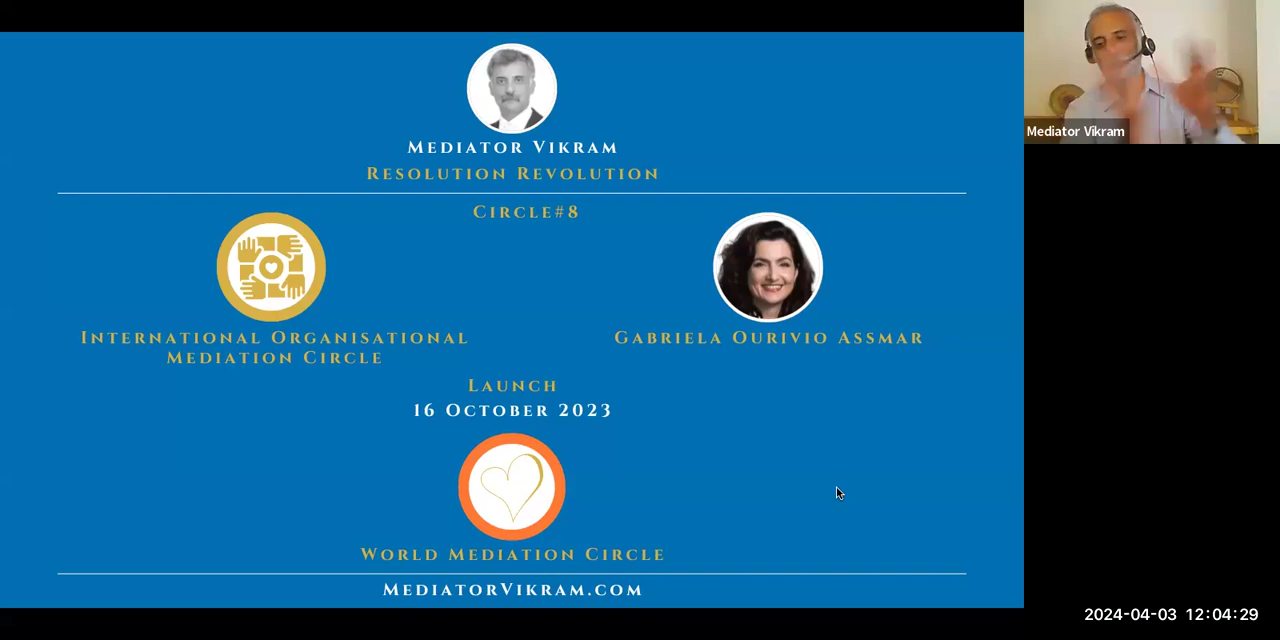 Mediator Vikram
Resolution Revolution
Circle#8
International Organisational
Mediation Circle
Gabriela Ourivio Assmar
Launch
16 October 2023
World Mediation Circle
MediatorVikram.com
Mediator Vikram
2024-04-03 12:04:29